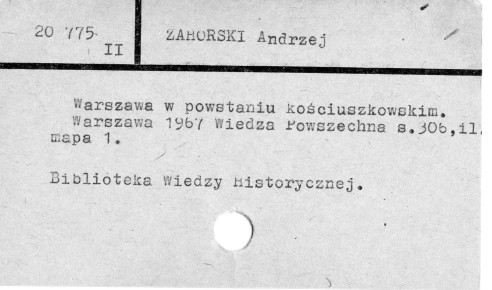 20 775
II
ZAHORSKI Andrzej
Warszawa w powstaniu kościuszkowskim.
Warszawa 1967 Wiedza Powszechna s.306,il.
mapa 1.
Biblioteka Wiedzy Historycznej.